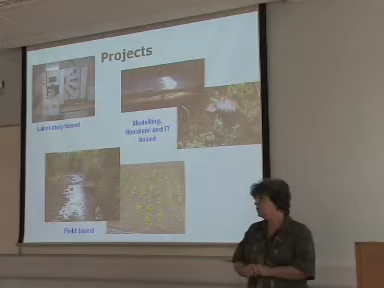 Projects
Laboratory based
Modelling,
literature and IT
based
Field based